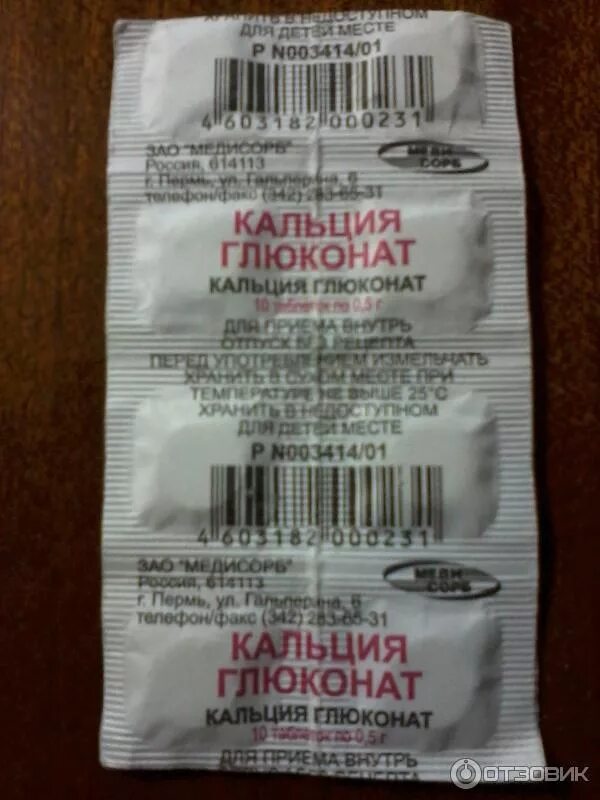 ХРАНИТЬ В НЕДОСТУПНОМ
ДЛЯ ДЕТЕЙ МЕСТЕ
Р N003414/01
4 603182 000231
ЗАО "МЕДИСОРБ"
Россия, 614113
г. Пермь, ул. Гальперина, 6
телефон/факс (342) 283-65-31
МЕДИ
СОРБ
КАЛЬЦИЯ
ГЛЮКОНАТ
КАЛЬЦИЯ ГЛЮКОНАТ
10 таблеток по 0,5 г
ДЛЯ ПРИЕМА ВНУТРЬ
ОТПУСК БЕЗ РЕЦЕПТА
ПЕРЕД УПОТРЕБЛЕНИЕМ ИЗМЕЛЬЧАТЬ
ХРАНИТЬ В СУХОМ МЕСТЕ ПРИ
ТЕМПЕРАТУРЕ НЕ ВЫШЕ 25°С
ХРАНИТЬ В НЕДОСТУПНОМ
ДЛЯ ДЕТЕЙ МЕСТЕ
Р N003414/01
4 603182 000231
ЗАО "МЕДИСОРБ"
Россия, 614113
г. Пермь, ул. Гальперина, 6
телефон/факс (342) 283-65-31
МЕДИ
СОРБ
КАЛЬЦИЯ
ГЛЮКОНАТ
КАЛЬЦИЯ ГЛЮКОНАТ
10 таблеток по 0,5 г
ДЛЯ ПРИЕМА ВНУТРЬ
ОТЗОВИК